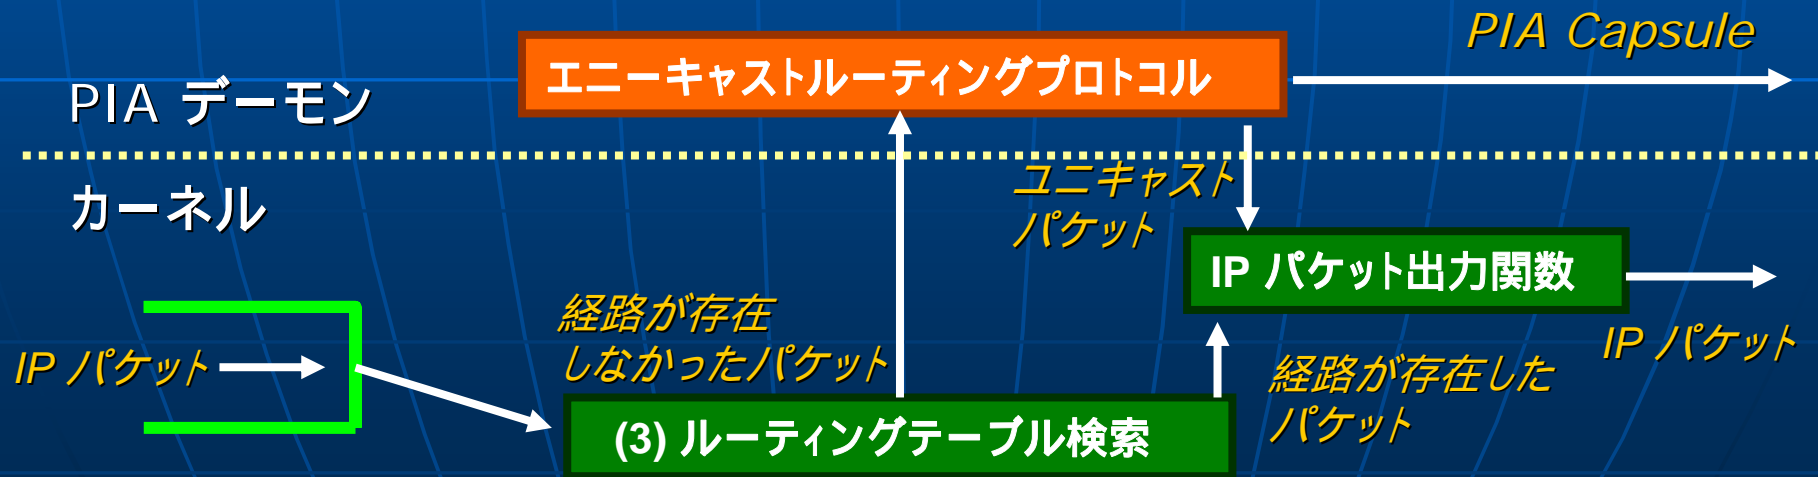 PIA Capsule
エニーキャストルーティングプロトコル
PIA デーモン
カーネル
ユニキャスト
パケット
IP パケット出力関数
経路が存在
しなかったパケット
IP パケット
IP パケット
経路が存在した
パケット
(3) ルーティングテーブル検索